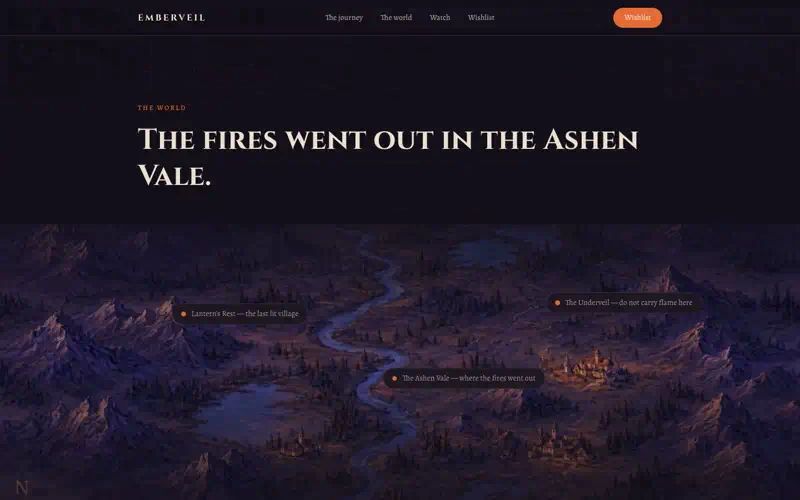 EMBERVEIL
The journey
The world
Watch
Wishlist
Wishlist
THE WORLD
The fires went out in the Ashen
Vale.
The Underveil — do not carry flame here
Lantern's Rest — the last lit village
The Ashen Vale — where the fires went out
N